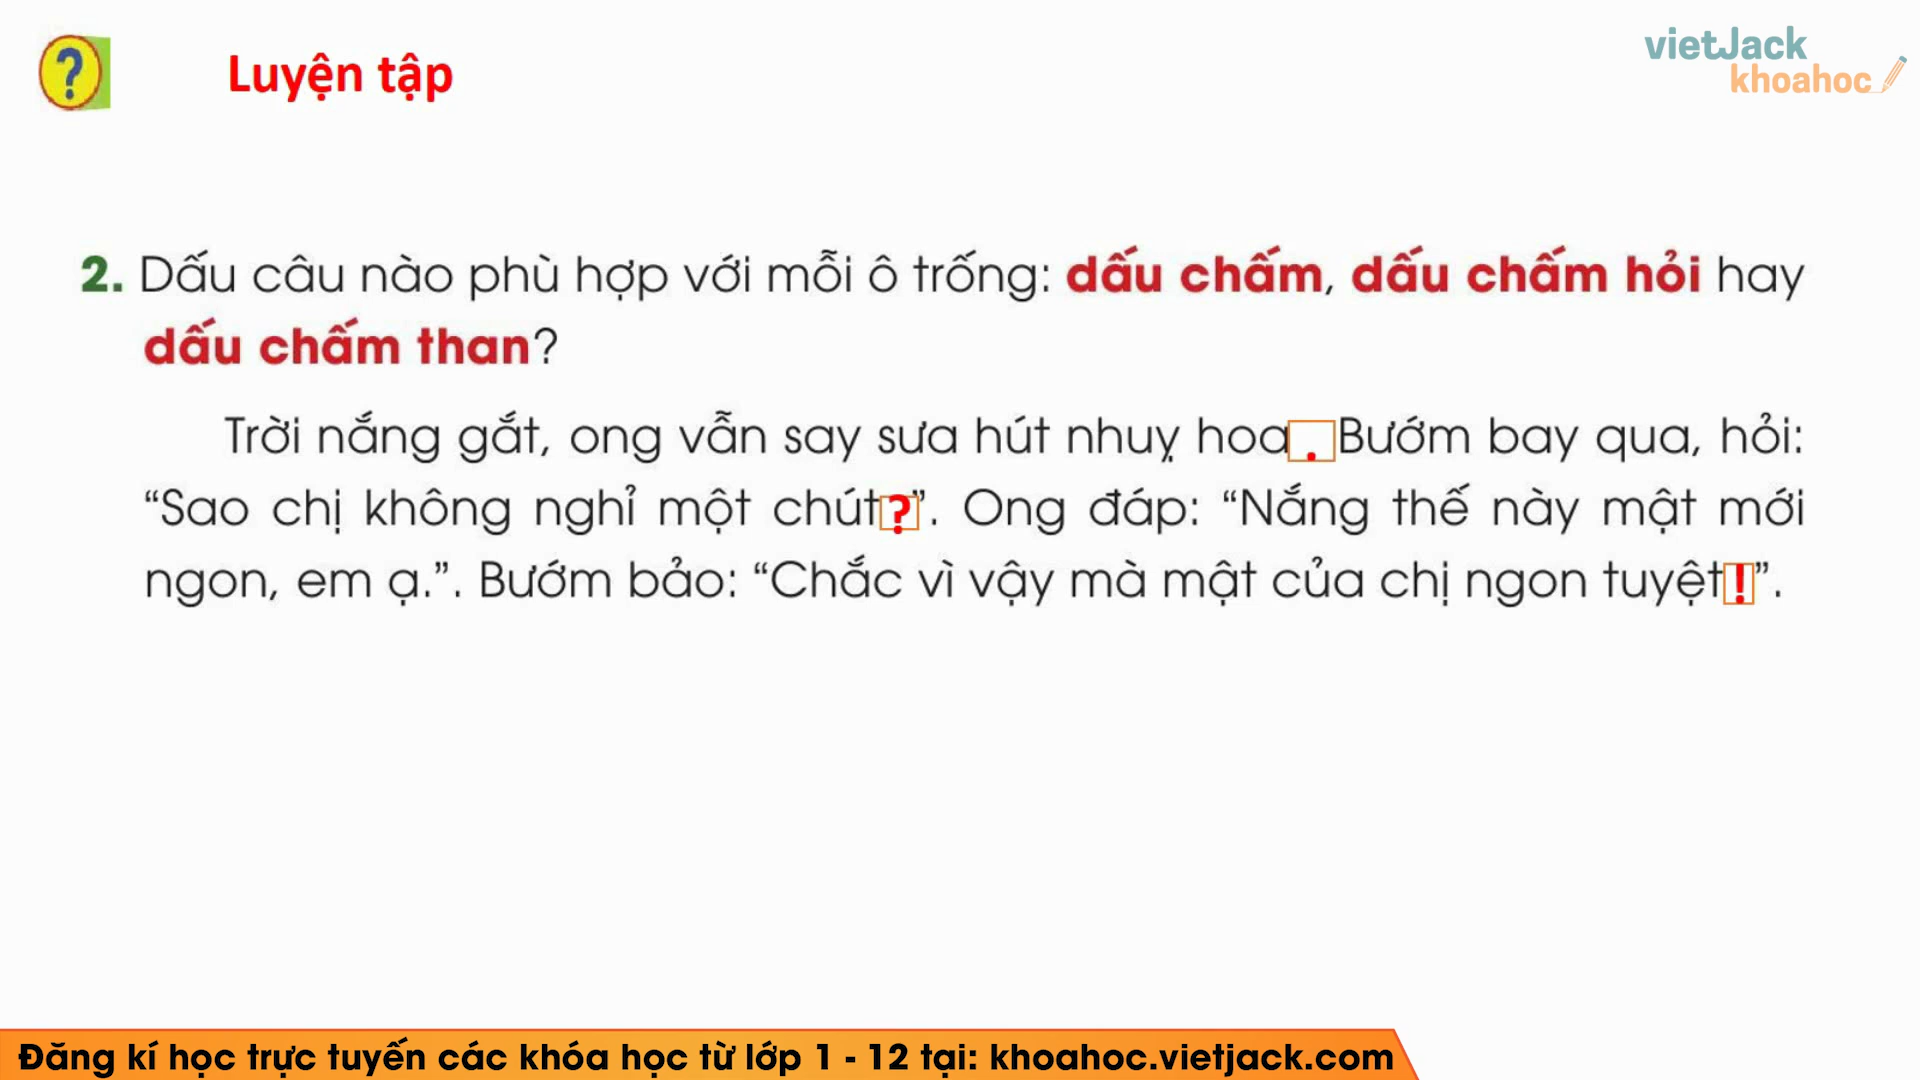 ?
Luyện tập
vietJack
khoahoc
2. Dấu câu nào phù hợp với mỗi ô trống: dấu chấm, dấu chấm hỏi hay
dấu chấm than?
Trời nắng gắt, ong vẫn say sưa hút nhuỵ hoa. Bướm bay qua, hỏi:
“Sao chị không nghỉ một chút?”. Ong đáp: “Nắng thế này mật mới
ngon, em ạ.”. Bướm bảo: “Chắc vì vậy mà mật của chị ngon tuyệt!”.
Đăng kí học trực tuyến các khóa học từ lớp 1 - 12 tại: khoahoc.vietjack.com